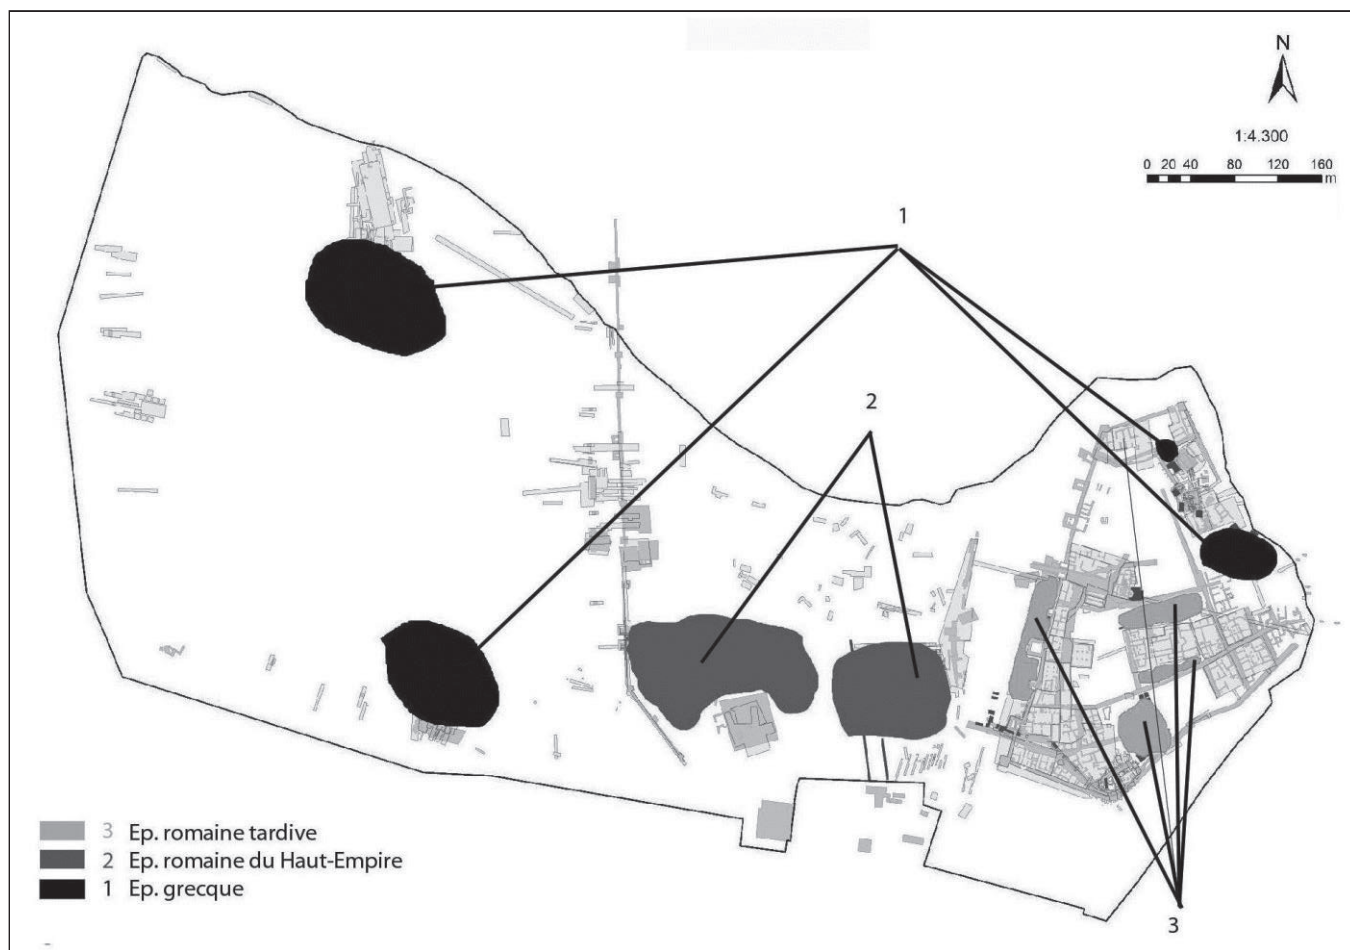 N
1:4.300
0 20 40 80 120 160
m
1
2
3 Ep. romaine tardive
2 Ep. romaine du Haut-Empire
1 Ep. grecque
3